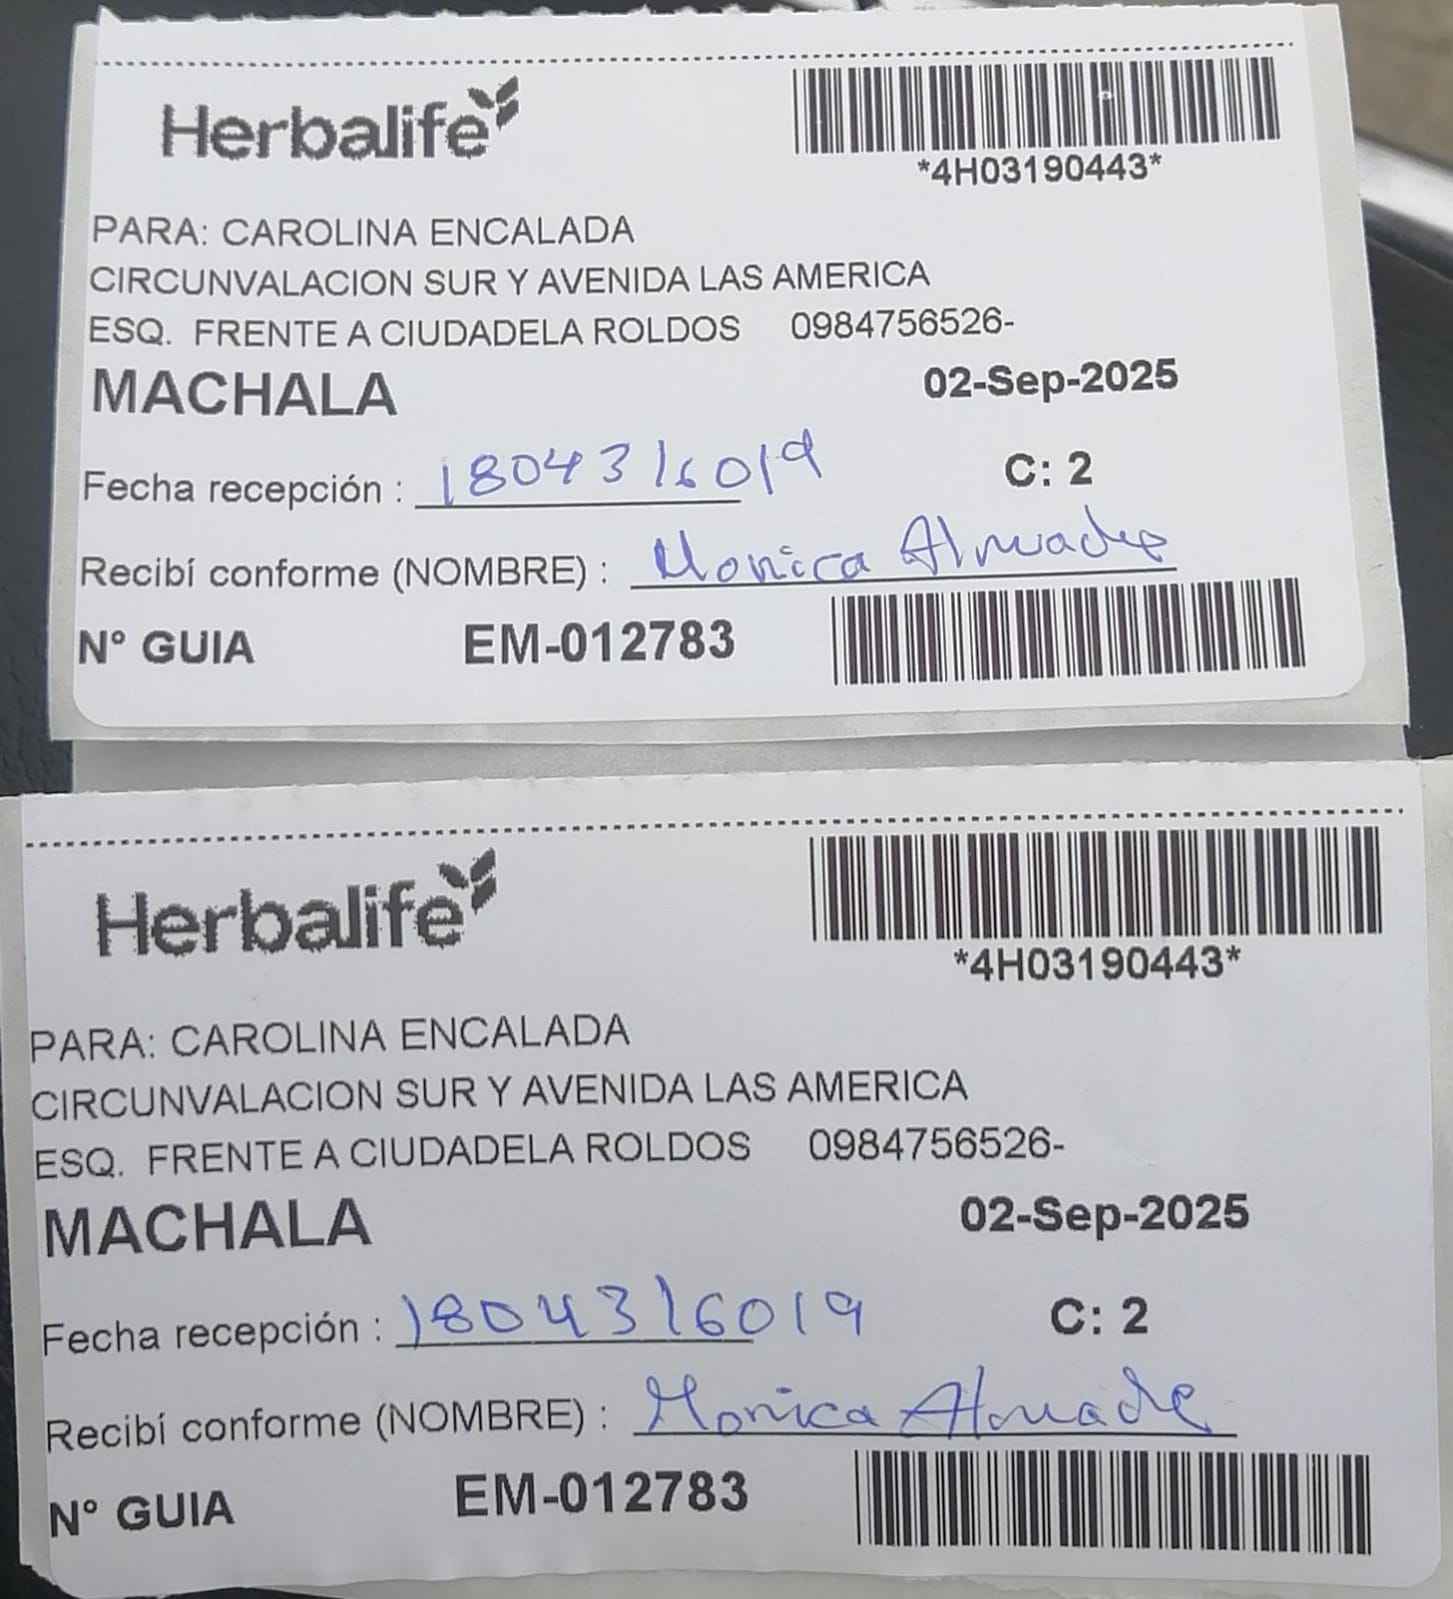 Herbalife
*4H03190443*
PARA: CAROLINA ENCALADA
CIRCUNVALACION SUR Y AVENIDA LAS AMERICA
ESQ. FRENTE A CIUDADELA ROLDOS 0984756526-
MACHALA 02-Sep-2025
Fecha recepción : 1804316019 C: 2
Recibí conforme (NOMBRE) : Monica
Nº GUIA EM-012783
Herbalife
*4H03190443*
PARA: CAROLINA ENCALADA
CIRCUNVALACION SUR Y AVENIDA LAS AMERICA
ESQ. FRENTE A CIUDADELA ROLDOS 0984756526-
MACHALA 02-Sep-2025
Fecha recepción : 1804316019 C: 2
Recibí conforme (NOMBRE) : Monica
Nº GUIA EM-012783